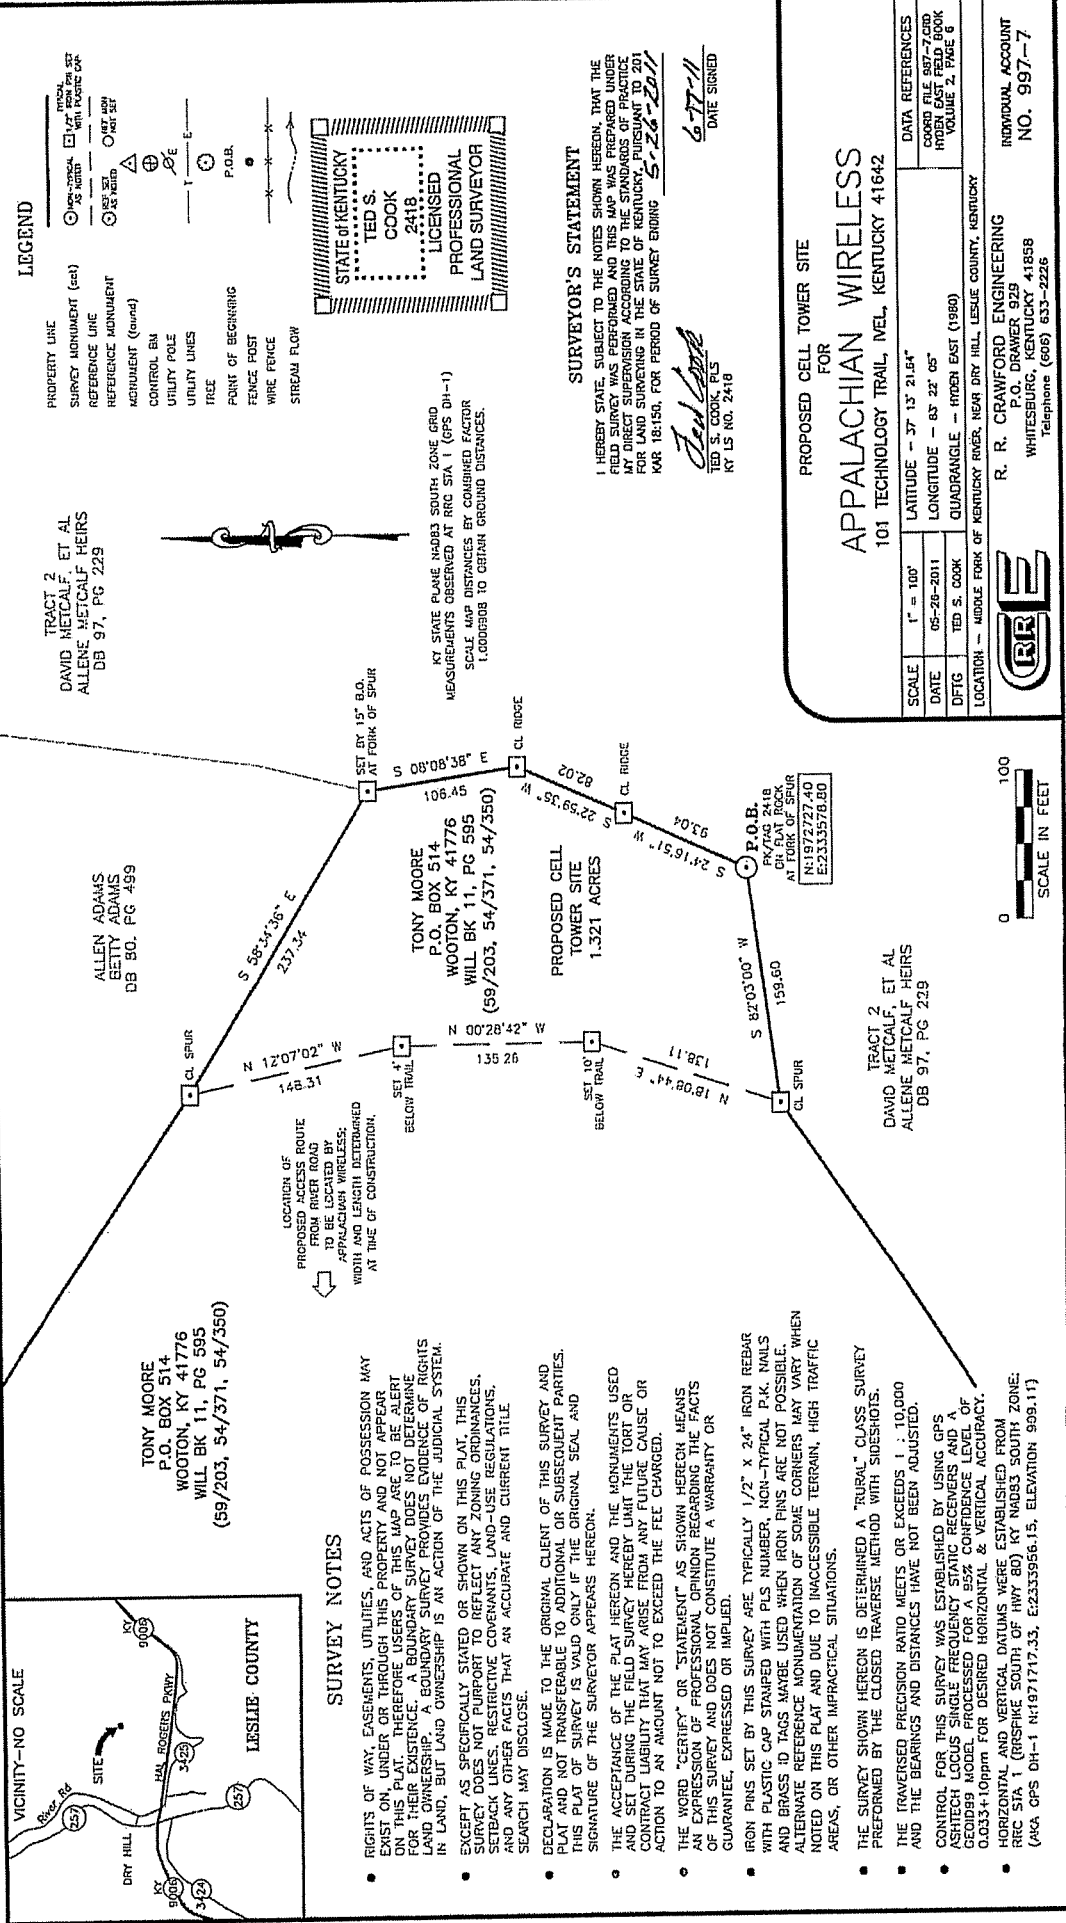 VICINITY-NO SCALE
River Rd
257
SITE
DRY HILL
HAL ROGERS PKWY
KY
9006
3425
KY
9006
3424
257
LESLIE COUNTY
TONY MOORE
P.O. BOX 514
WOOTON, KY 41776
WILL BK 11, PG 595
(59/203, 54/371, 54/350)
ALLEN ADAMS
BETTY ADAMS
DB 80, PG 499
TRACT 2
DAVID METCALF, ET AL
ALLENE METCALF HEIRS
DB 97, PG 229
LEGEND
PROPERTY LINE
SURVEY MONUMENT (set)
NON-TYPICAL
AS NOTED
TYPICAL
1/2" IRON PIN SET
WITH PLASTIC CAP
REFERENCE LINE
REFERENCE MONUMENT
REF. SET
AS NOTED
REF. MON
NOT SET
MONUMENT (found)
CONTROL BM
UTILITY POLE
E
UTILITY LINES
T
E
TREE
POINT OF BEGINNING
P.O.B.
FENCE POST
WIRE FENCE
STREAM FLOW
STATE of KENTUCKY
TED S.
COOK
2418
LICENSED
PROFESSIONAL
LAND SURVEYOR
KY STATE PLANE NAD83 SOUTH ZONE GRID
MEASUREMENTS OBSERVED AT RRC STA 1 (GPS DH-1)
SCALE MAP DISTANCES BY COMBINED FACTOR
1.0000908 TO OBTAIN GROUND DISTANCES.
CL SPUR
S 58°34'36" E
237.34
SET BY 15" B.O.
AT FORK OF SPUR
S 08°08'38" E
106.45
CL RIDGE
S 22°59'35" W
82.02
CL RIDGE
S 24°16'51" W
93.04
P.O.B.
PK/TAG 2418
ON FLAT ROCK
AT FORK OF SPUR
N:1972727.40
E:2333578.80
S 82°03'00" W
159.60
CL SPUR
N 18°08'44" E
138.11
SET 10'
BELOW TRAIL
N 00°28'42" W
135.26
SET 4'
BELOW TRAIL
N 12°07'02" W
148.31
TONY MOORE
P.O. BOX 514
WOOTON, KY 41776
WILL BK 11, PG 595
(59/203, 54/371, 54/350)
PROPOSED CELL
TOWER SITE
1.321 ACRES
LOCATION OF
PROPOSED ACCESS ROUTE
FROM RIVER ROAD
TO BE LOCATED BY
APPALACHIAN WIRELESS;
WIDTH AND LENGTH DETERMINED
AT TIME OF CONSTRUCTION.
TRACT 2
DAVID METCALF, ET AL
ALLENE METCALF HEIRS
DB 97, PG 229
0
100
SCALE IN FEET
SURVEY NOTES
• RIGHTS OF WAY, EASEMENTS, UTILITIES, AND ACTS OF POSSESSION MAY
EXIST ON, UNDER OR THROUGH THIS PROPERTY AND NOT APPEAR
ON THIS PLAT. THEREFORE USERS OF THIS MAP ARE TO BE ALERT
FOR THEIR EXISTENCE. A BOUNDARY SURVEY DOES NOT DETERMINE
LAND OWNERSHIP. A BOUNDARY SURVEY PROVIDES EVIDENCE OF RIGHTS
IN LAND, BUT LAND OWNERSHIP IS AN ACTION OF THE JUDICIAL SYSTEM.
• EXCEPT AS SPECIFICALLY STATED OR SHOWN ON THIS PLAT, THIS
SURVEY DOES NOT PURPORT TO REFLECT ANY ZONING ORDINANCES,
SETBACK LINES, RESTRICTIVE COVENANTS, LAND-USE REGULATIONS,
AND ANY OTHER FACTS THAT AN ACCURATE AND CURRENT TITLE
SEARCH MAY DISCLOSE.
• DECLARATION IS MADE TO THE ORIGINAL CLIENT OF THIS SURVEY AND
PLAT AND NOT TRANSFERABLE TO ADDITIONAL OR SUBSEQUENT PARTIES.
THIS PLAT OF SURVEY IS VALID ONLY IF THE ORIGINAL SEAL AND
SIGNATURE OF THE SURVEYOR APPEARS HEREON.
• THE ACCEPTANCE OF THE PLAT HEREON AND THE MONUMENTS USED
AND SET DURING THE FIELD SURVEY HEREBY LIMIT THE TORT OR
CONTRACT LIABILITY THAT MAY ARISE FROM ANY FUTURE CAUSE OR
ACTION TO AN AMOUNT NOT TO EXCEED THE FEE CHARGED.
• THE WORD "CERTIFY" OR "STATEMENT" AS SHOWN HEREON MEANS
AN EXPRESSION OF PROFESSIONAL OPINION REGARDING THE FACTS
OF THIS SURVEY AND DOES NOT CONSTITUTE A WARRANTY OR
GUARANTEE, EXPRESSED OR IMPLIED.
• IRON PINS SET BY THIS SURVEY ARE TYPICALLY 1/2" X 24" IRON REBAR
WITH PLASTIC CAP STAMPED WITH PLS NUMBER, NON-TYPICAL P.K. NAILS
AND BRASS ID TAGS MAYBE USED WHEN IRON PINS ARE NOT POSSIBLE.
ALTERNATE REFERENCE MONUMENTATION OF SOME CORNERS MAY VARY WHEN
NOTED ON THIS PLAT AND DUE TO INACCESSIBLE TERRAIN, HIGH TRAFFIC
AREAS, OR OTHER IMPRACTICAL SITUATIONS.
• THE SURVEY SHOWN HEREON IS DETERMINED A "RURAL" CLASS SURVEY
PREFORMED BY THE CLOSED TRAVERSE METHOD WITH SIDESHOTS.
• THE TRAVERSED PRECISION RATIO MEETS OR EXCEEDS 1 : 10,000
AND THE BEARINGS AND DISTANCES HAVE NOT BEEN ADJUSTED.
• CONTROL FOR THIS SURVEY WAS ESTABLISHED BY USING GPS
ASHTECH LOCUS SINGLE FREQUENCY STATIC RECEIVERS AND A
GEOID99 MODEL PROCESSED FOR A 95% CONFIDENCE LEVEL OF
0.033+10ppm FOR DESIRED HORIZONTAL & VERTICAL ACCURACY.
• HORIZONTAL AND VERTICAL DATUMS WERE ESTABLISHED FROM
RRC STA 1 (RRSPIKE SOUTH OF HWY 80) KY NAD83 SOUTH ZONE:
(AKA GPS DH-1 N:1971717.33, E:2333956.15, ELEVATION 909.11)
SURVEYOR'S STATEMENT
I HEREBY STATE, SUBJECT TO THE NOTES SHOWN HEREON, THAT THE
FIELD SURVEY WAS PERFORMED AND THIS MAP WAS PREPARED UNDER
MY DIRECT SUPERVISION ACCORDING TO THE STANDARDS OF PRACTICE
FOR LAND SURVEYING IN THE STATE OF KENTUCKY, PURSUANT TO 201
KAR 18:150, FOR PERIOD OF SURVEY ENDING 5-26-2011
Ted Cook
TED S. COOK, PLS
KY LS NO. 2418
DATE SIGNED
PROPOSED CELL TOWER SITE
FOR
APPALACHIAN WIRELESS
101 TECHNOLOGY TRAIL, IVEL, KENTUCKY 41642
SCALE 1" = 100'
LATITUDE - 37° 13' 21.64"
DATA REFERENCES
DATE 05-26-2011
LONGITUDE - 83° 22' 05"
COORD FILE 987-7.CRD
HYDEN EAST FIELD BOOK
VOLUME 2, PAGE 6
DFTG TED S. COOK
QUADRANGLE - HYDEN EAST (1980)
LOCATION - MIDDLE FORK OF KENTUCKY RIVER, NEAR DRY HILL, LESLIE COUNTY, KENTUCKY
CRRE
R. R. CRAWFORD ENGINEERING
P.O. DRAWER 929
WHITESBURG, KENTUCKY 41858
Telephone (606) 633-2226
INDIVIDUAL ACCOUNT
NO. 997-7